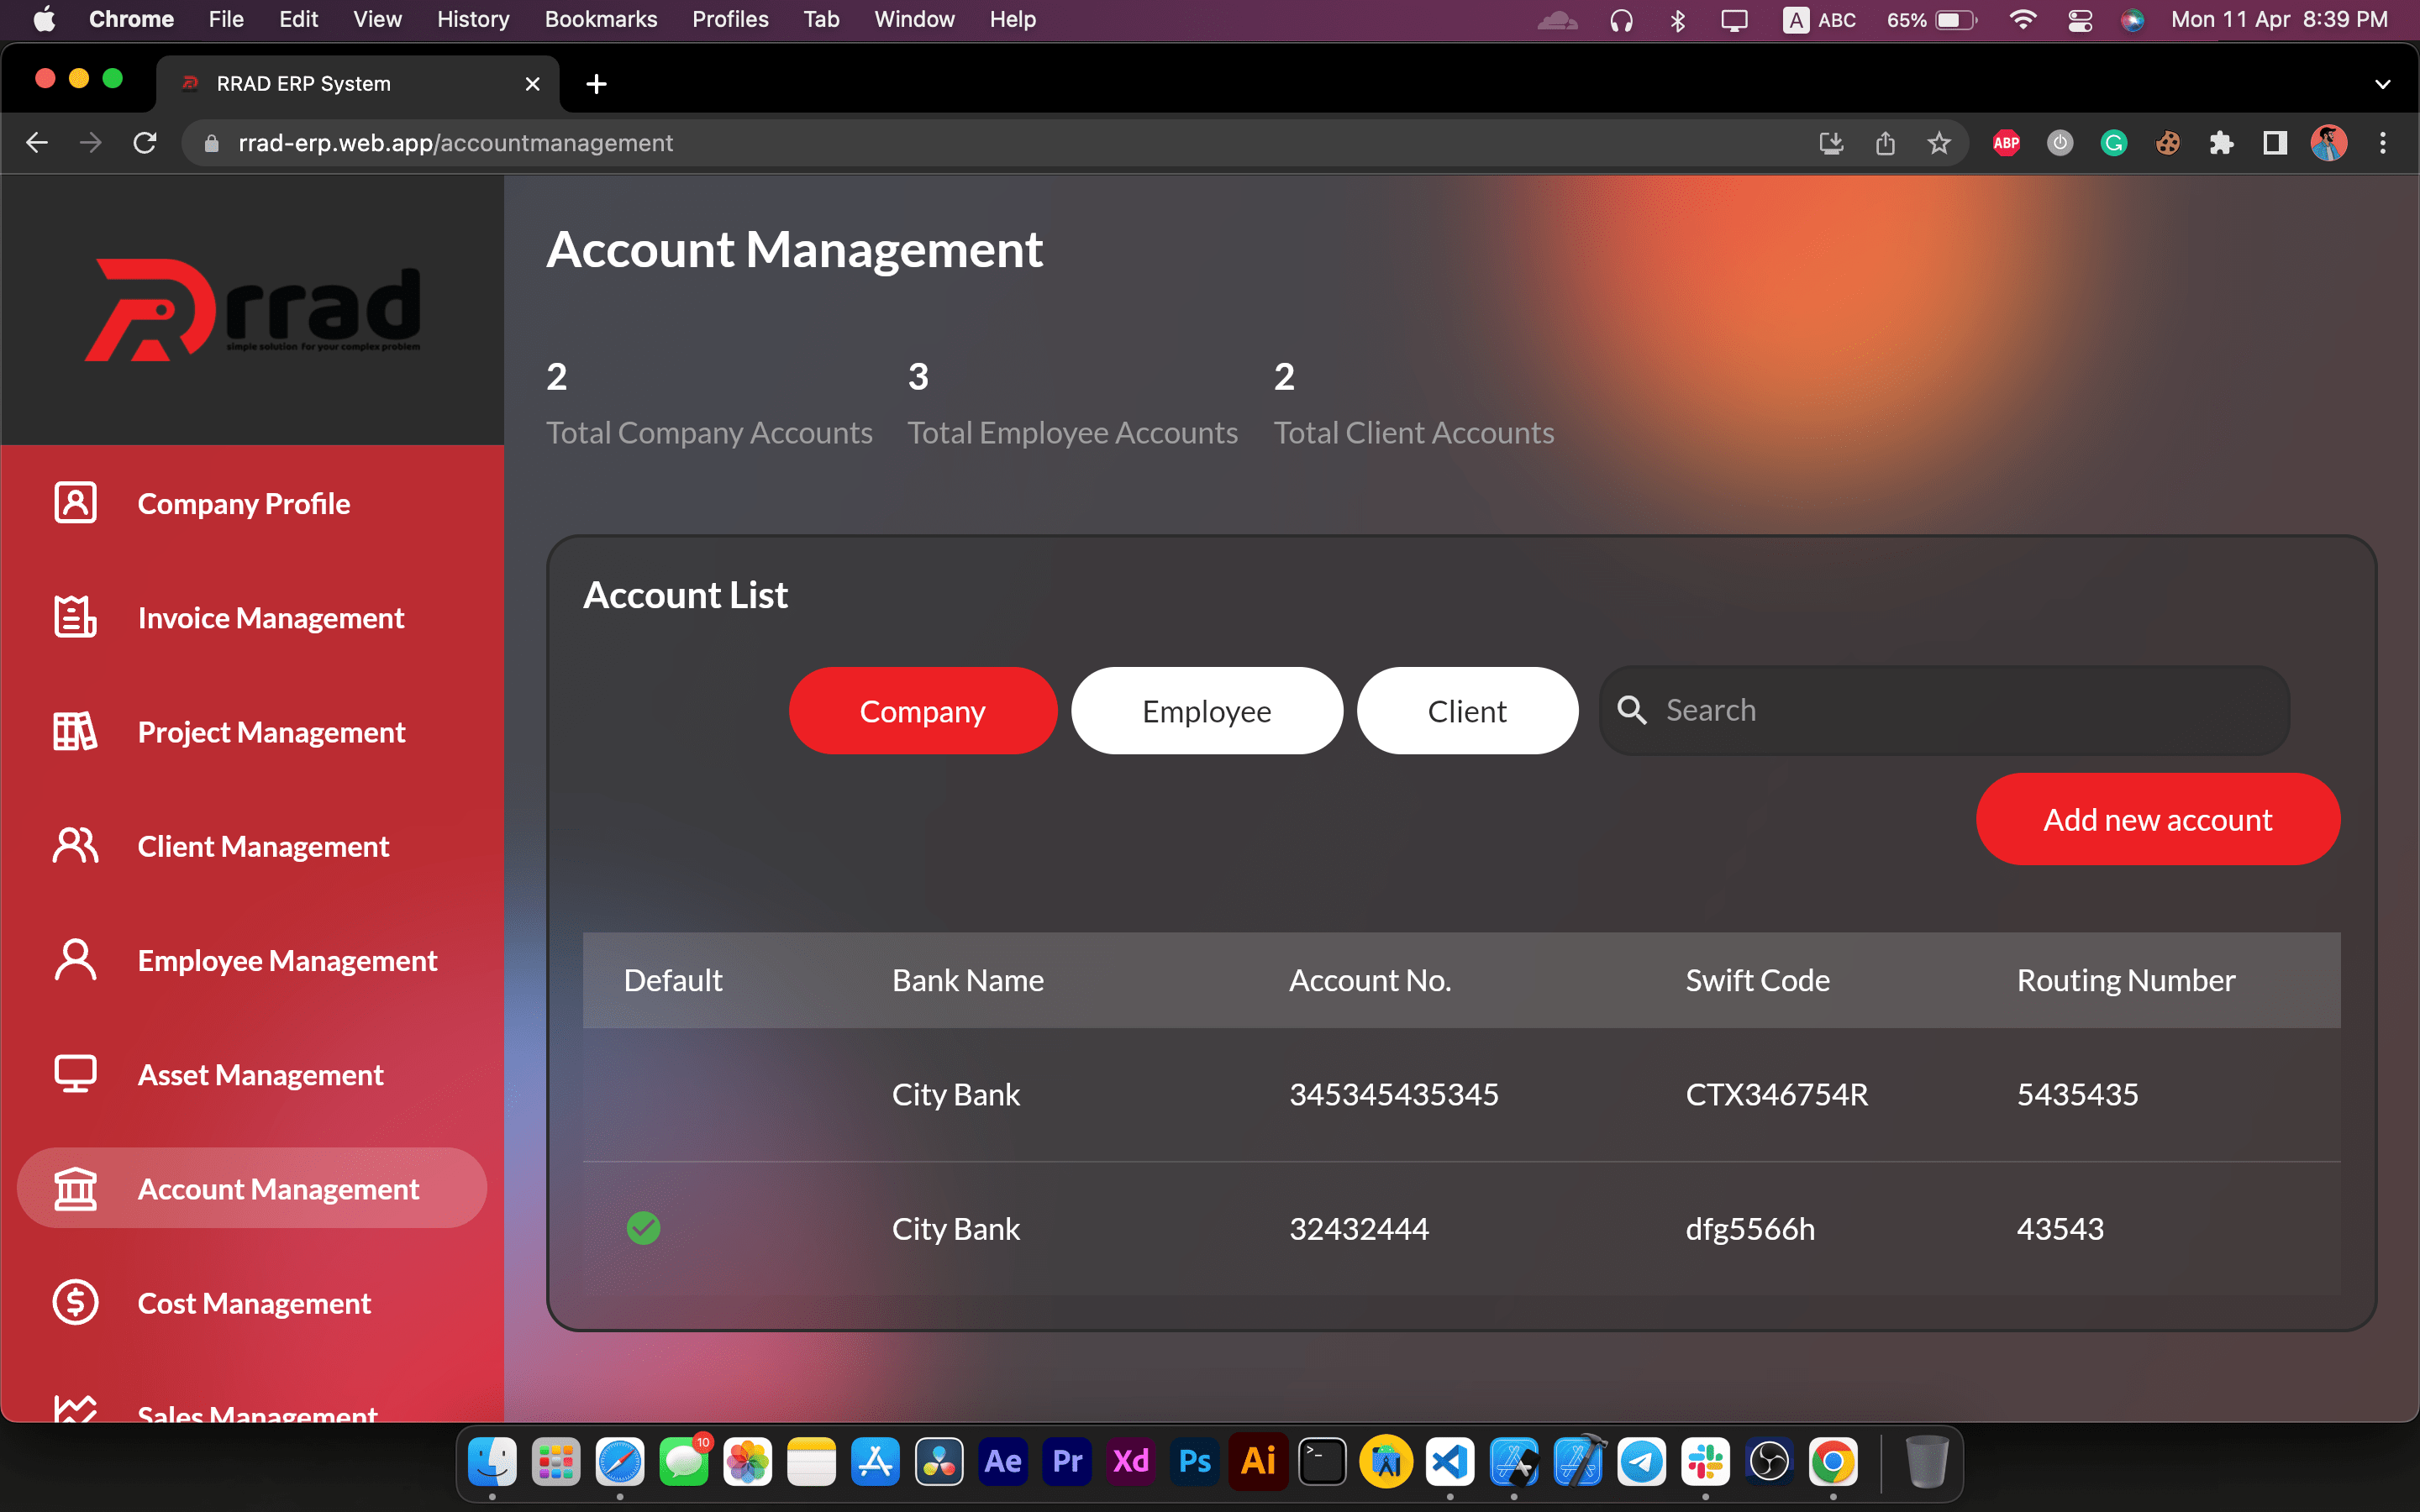 Chrome File Edit View History Bookmarks Profiles Tab Window Help A ABC 65% Mon 11 Apr 8:39 PM
RRAD ERP System
rrad-erp.web.app/accountmanagement ABP
rrad
simple solution for your complex problem
Company Profile
Invoice Management
Project Management
Client Management
Employee Management
Asset Management
Account Management
Cost Management
Sales Management
Account Management
2 3 2
Total Company Accounts Total Employee Accounts Total Client Accounts
Account List
Company Employee Client Search
Add new account
Default Bank Name Account No. Swift Code Routing Number
City Bank 345345435345 CTX346754R 5435435
City Bank 32432444 dfg5566h 43543
10 Ae Pr Xd Ps Ai